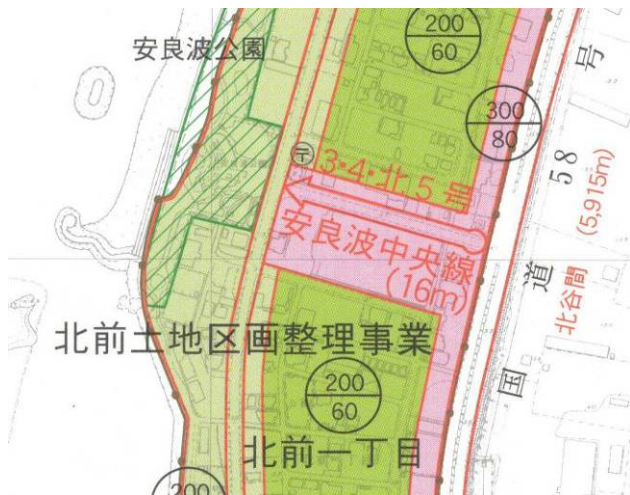 安良波公園
200
60
300
80
号
58
(5,915m)
〒
3・4・北.5号
安良波中央線
(16m)
道
北谷間
国
北前土地区画整理事業
200
60
北前一丁目
200